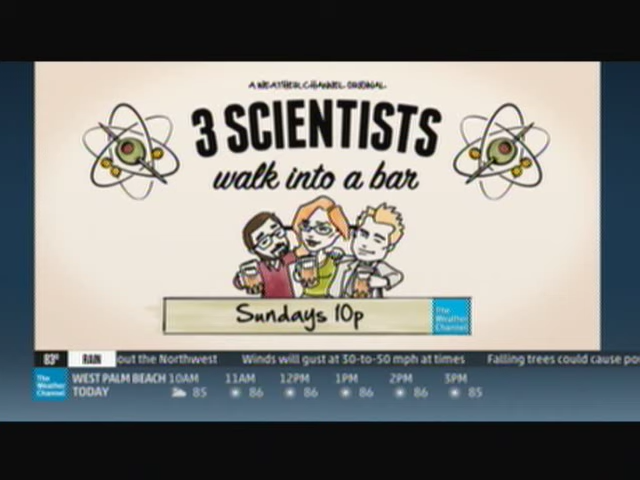 A WEATHER CHANNEL ORIGINAL
3 SCIENTISTS
walk into a bar
Sundays 10p
The
Weather
Channel
83° RAIN out the Northwest Winds will gust at 30-to-50 mph at times Falling trees could cause po
The
Weather
Channel
WEST PALM BEACH 10AM 11AM 12PM 1PM 2PM 3PM
TODAY 85 86 86 86 86 85